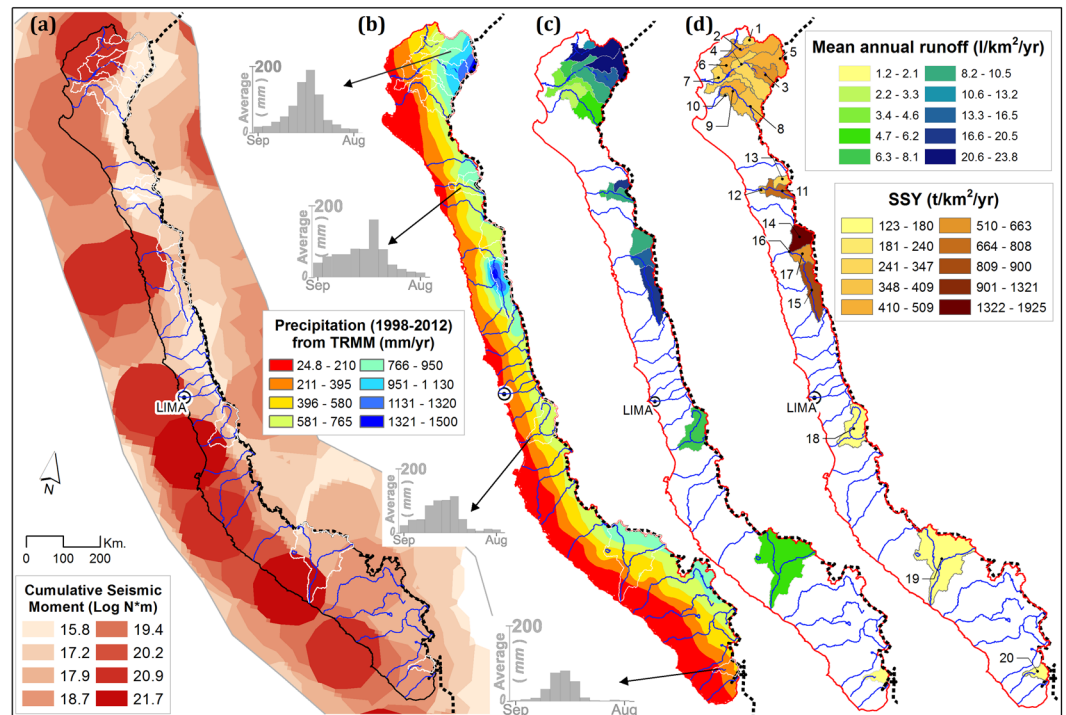 (a)
(b)
(c)
(d)
200
Average
( mm )
0
Sep
Aug
200
Average
( mm )
0
Sep
Aug
Precipitation (1998-2012)
from TRMM (mm/yr)
24.8 - 210
766 - 950
211 - 395
951 - 1 130
396 - 580
1131 - 1320
581 - 765
1321 - 1500
200
Average
( mm )
0
Sep
Aug
200
Average
( mm )
0
Sep
Aug
LIMA
LIMA
LIMA
N
0
100
200
Km.
Cumulative Seismic
Moment (Log N*m)
15.8
19.4
17.2
20.2
17.9
20.9
18.7
21.7
Mean annual runoff (l/km²/yr)
1.2 - 2.1
8.2 - 10.5
2.2 - 3.3
10.6 - 13.2
3.4 - 4.6
13.3 - 16.5
4.7 - 6.2
16.6 - 20.5
6.3 - 8.1
20.6 - 23.8
SSY (t/km²/yr)
123 - 180
510 - 663
181 - 240
664 - 808
241 - 347
809 - 900
348 - 409
901 - 1321
410 - 509
1322 - 1925
1
2
4
5
6
7
3
10
9
8
13
12
11
14
16
17
15
18
19
20